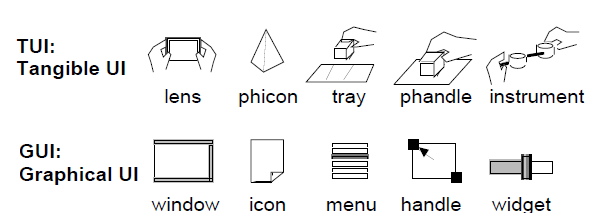 TUI:
Tangible UI
lens phicon tray phandle instrument
GUI:
Graphical UI
window icon menu handle widget